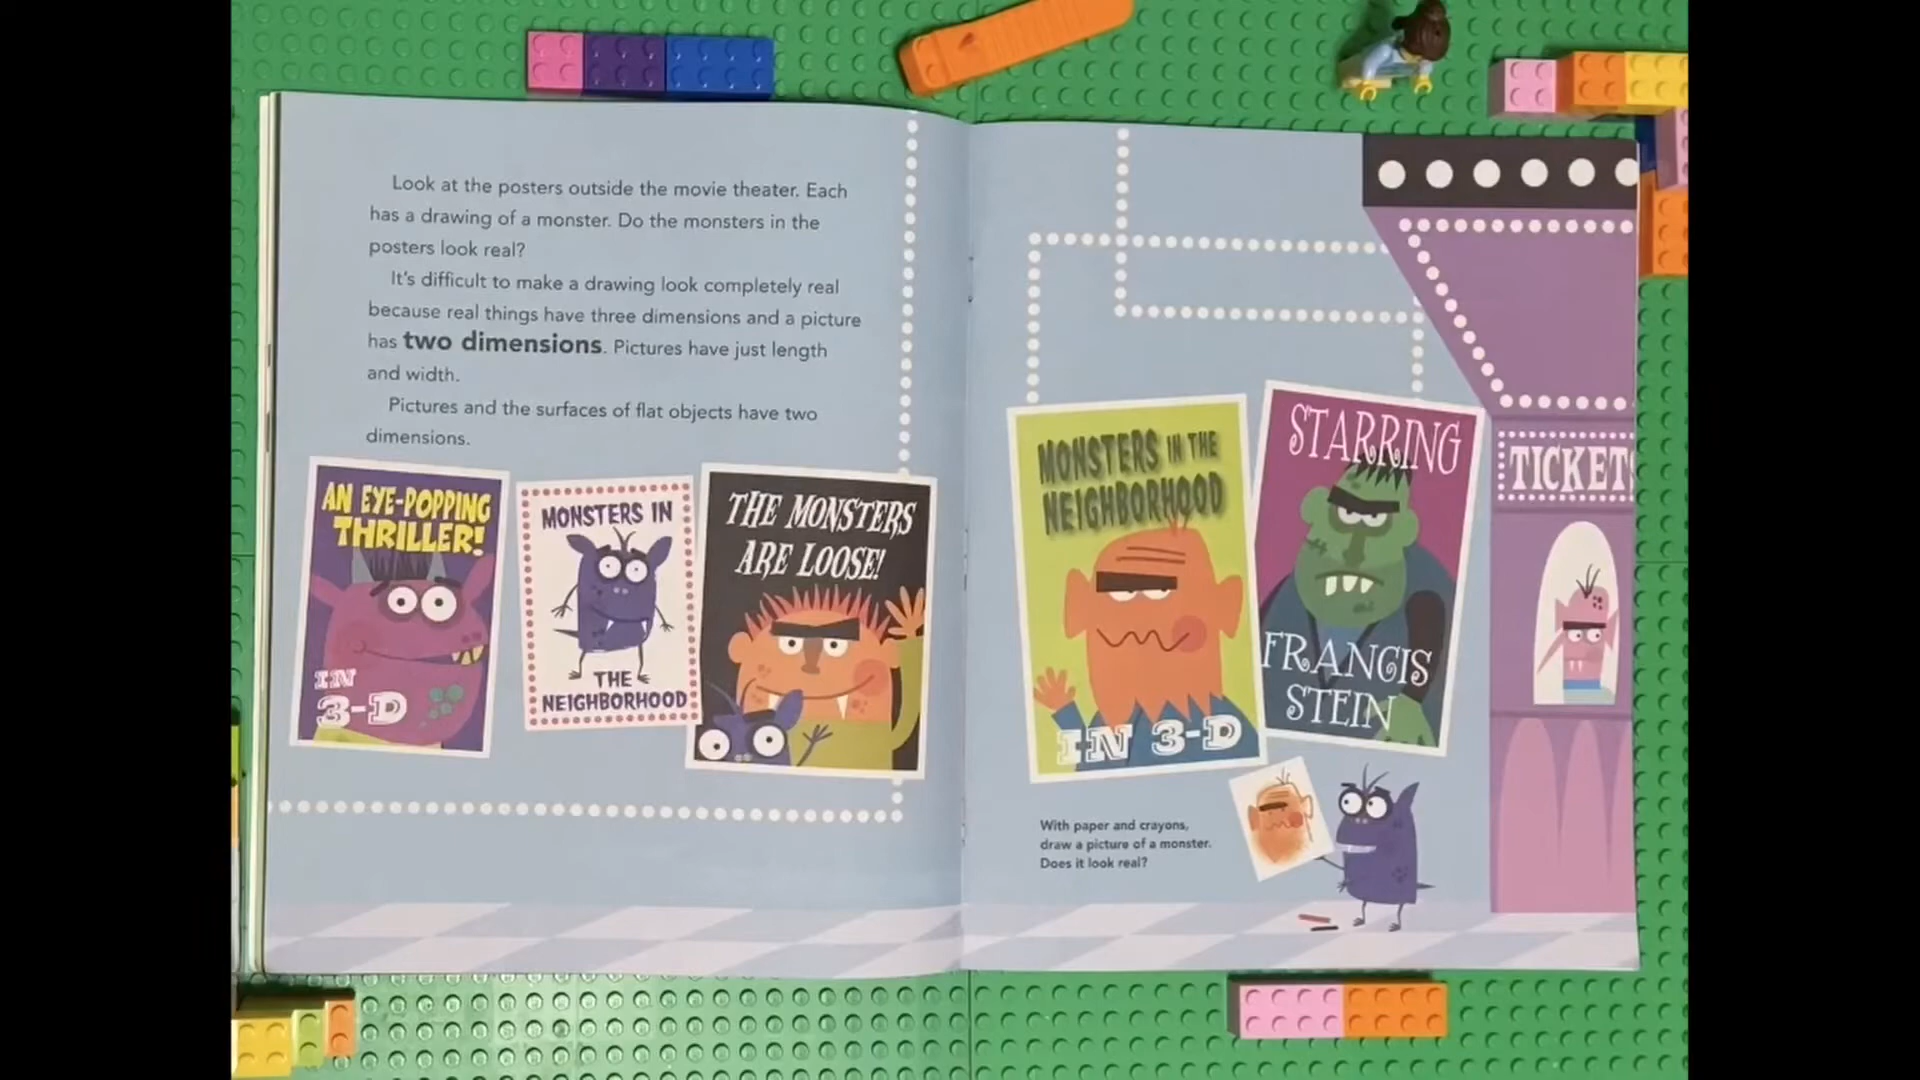 Look at the posters outside the movie theater. Each
has a drawing of a monster. Do the monsters in the
posters look real?
It's difficult to make a drawing look completely real
because real things have three dimensions and a picture
has two dimensions. Pictures have just length
and width.
Pictures and the surfaces of flat objects have two
dimensions.
AN EYE-POPPING
THRILLER!
IN
3-D
MONSTERS IN
THE
NEIGHBORHOOD
THE MONSTERS
ARE LOOSE!
MONSTERS IN THE
NEIGHBORHOOD
IN 3-D
STARRING
FRANCIS
STEIN
TICKETS
With paper and crayons,
draw a picture of a monster.
Does it look real?